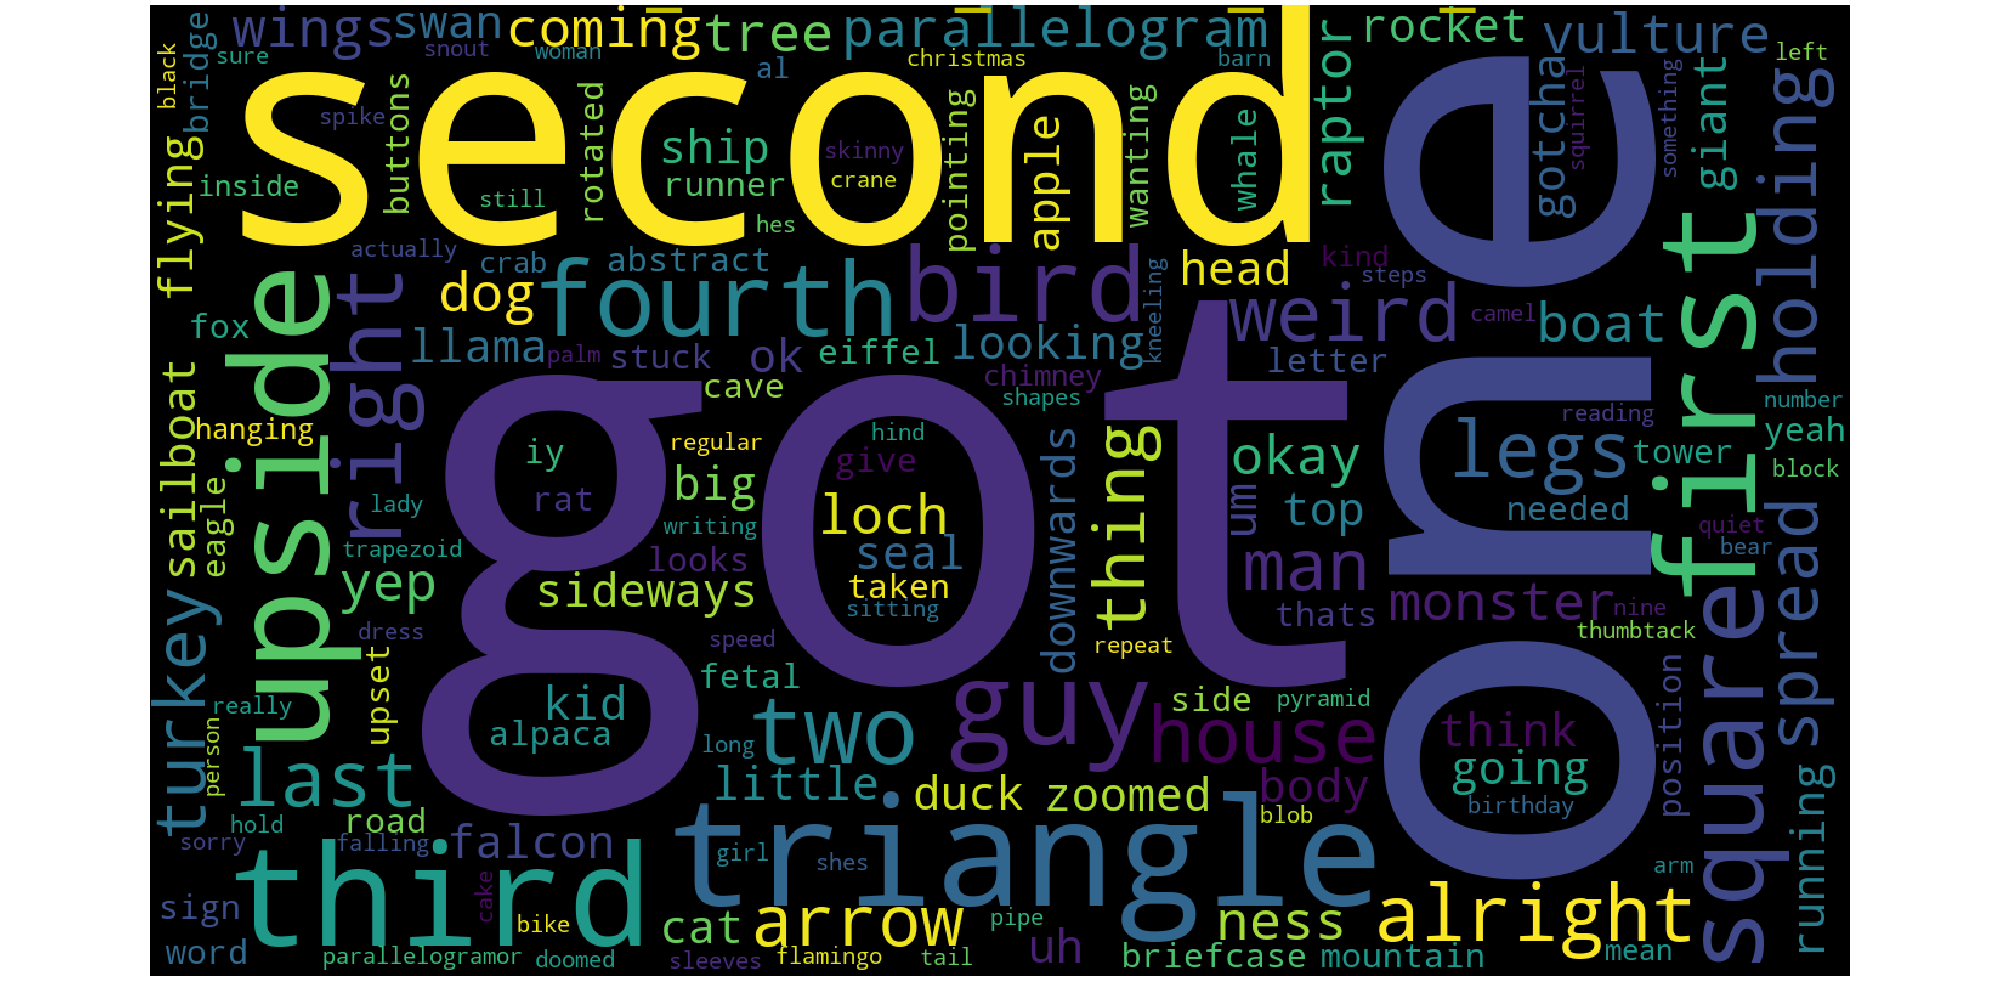 wings
swan
coming
tree
parallelogram
rocket
vulture
left
black
bridge
sure
snout
woman
al
christmas
barn
raptor
gotcha
squirrel
something
giant
holding
second
one
spike
buttons
rotated
ship
runner
skinny
crane
pointing
apple
wanting
whale
flying
inside
still
hes
actually
crab
abstract
kind
steps
upside
right
dog
fourth
bird
head
weird
camel
boat
first
fox
llama
palm
stuck
ok
eiffel
looking
kneeling
letter
cave
chimney
shapes
reading
number
sailboat
hanging
got
iy
regular
hind
give
downwards
thing
okay
legs
tower
yeah
block
eagle
lady
rat
big
loch
um
top
needed
spread
quiet
bear
trapezoid
writing
seal
looks
man
yep
sideways
taken
sitting
thats
monster
nine
thumbtack
square
turkey
dress
upset
speed
repeat
fetal
side
pyramid
position
really
person
kid
alpaca
long
two
guy
house
think
going
birthday
running
last
little
duck
zoomed
body
blob
hold
road
sorry
falling
falcon
triangle
girl
shes
arm
third
cake
sign
bike
cat
arrow
pipe
ness
alright
word
parallelogramor
doomed
sleeves
flamingo
tail
uh
briefcase
mountain
mean